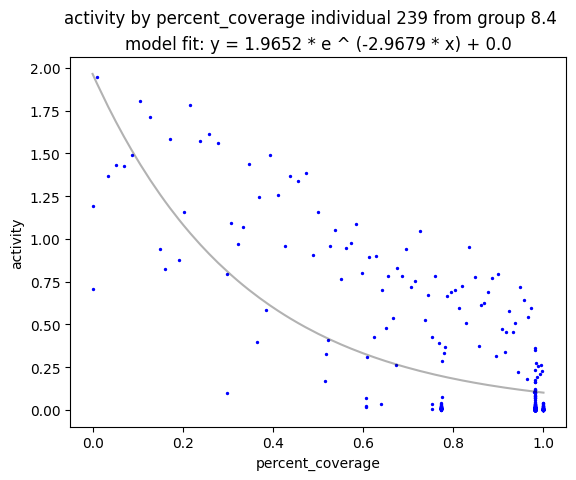 activity by percent_coverage individual 239 from group 8.4
model fit: y = 1.9652 * e ^ (-2.9679 * x) + 0.0
2.00
1.75
1.50
1.25
1.00
0.75
0.50
0.25
0.00
activity
0.0 0.2 0.4 0.6 0.8 1.0
percent_coverage